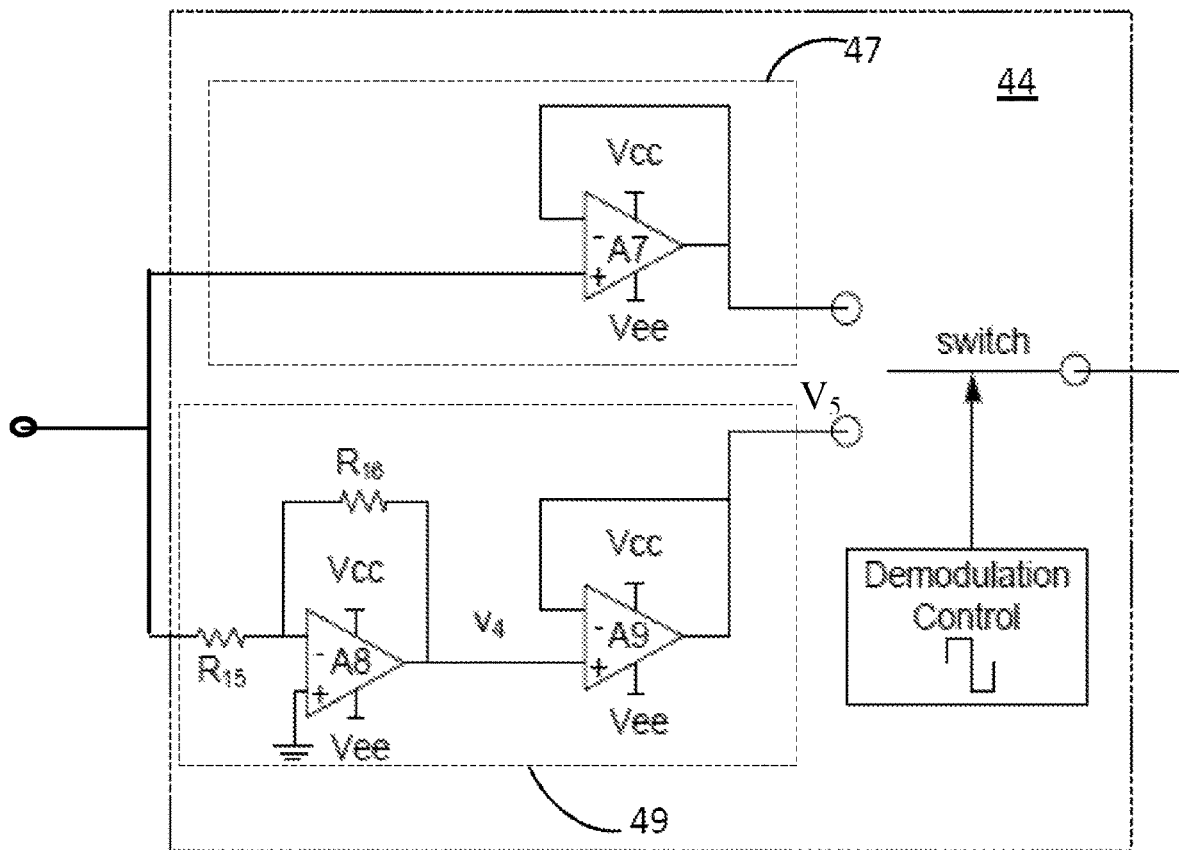 47
44
Vcc
-
A7
+
Vee
switch
V₅
R₁₆
Vcc
Vcc
v₄
-
A8
+
-
A9
+
R₁₅
Vee
Vee
Demodulation
Control
49